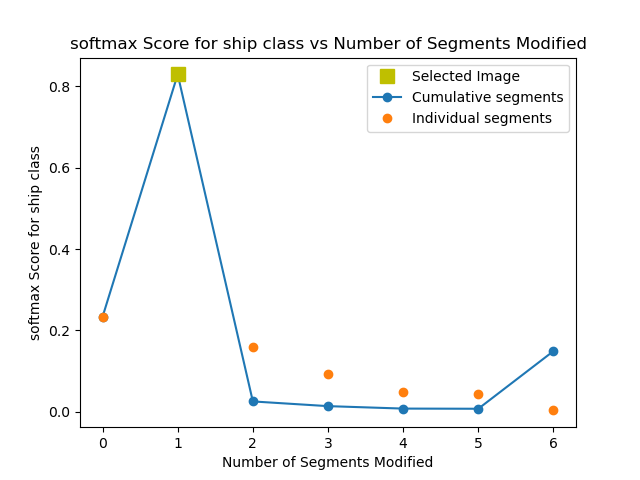 softmax Score for ship class vs Number of Segments Modified
Selected Image
Cumulative segments
Individual segments
softmax Score for ship class
0.8
0.6
0.4
0.2
0.0
0 1 2 3 4 5 6
Number of Segments Modified